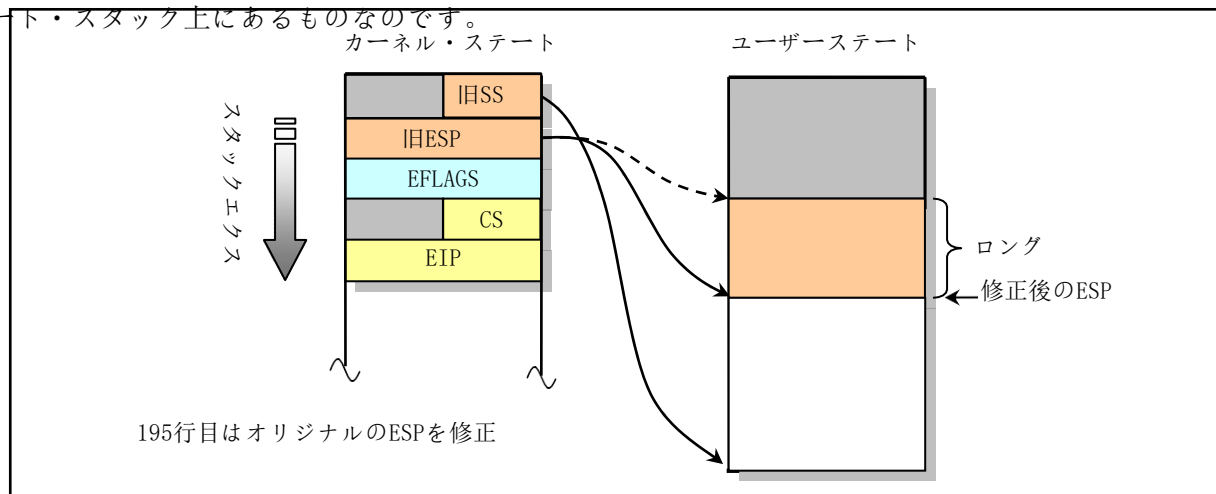 ート・スタック上にあるものなのです。
カーネル・ステート
ユーザーステート
スタックエクス
旧SS
旧ESP
EFLAGS
CS
EIP
ロング
修正後のESP
195行目はオリジナルのESPを修正